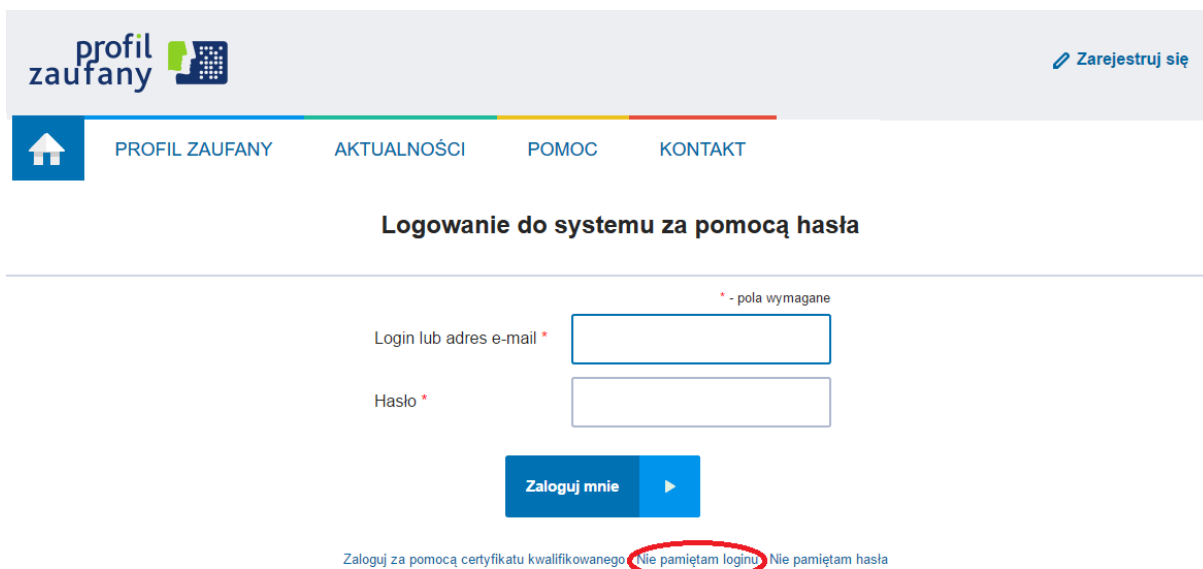 profil
zaufany
Zarejestruj się
PROFIL ZAUFANY AKTUALNOŚCI POMOC KONTAKT
Logowanie do systemu za pomocą hasła
* - pola wymagane
Login lub adres e-mail *
Hasło *
Zaloguj mnie
Zaloguj za pomocą certyfikatu kwalifikowanego Nie pamiętam loginu Nie pamiętam hasła